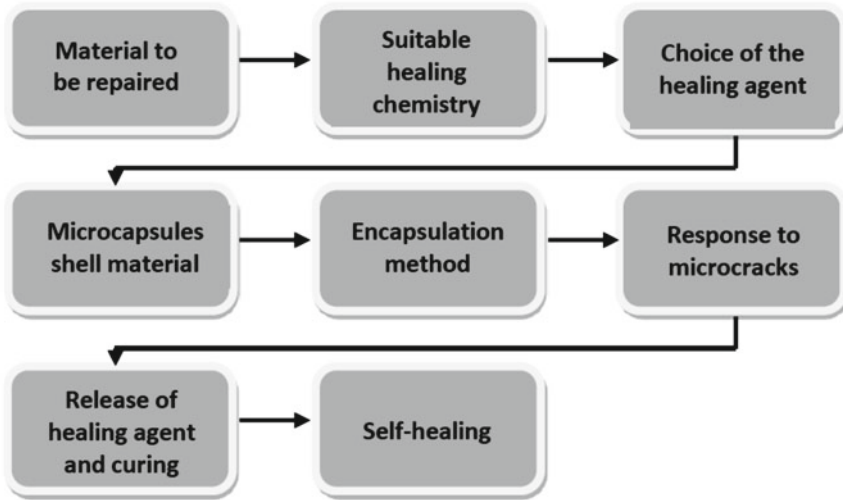 Material to
be repaired
Suitable
healing
chemistry
Choice of the
healing agent
Microcapsules
shell material
Encapsulation
method
Response to
microcracks
Release of
healing agent
and curing
Self-healing